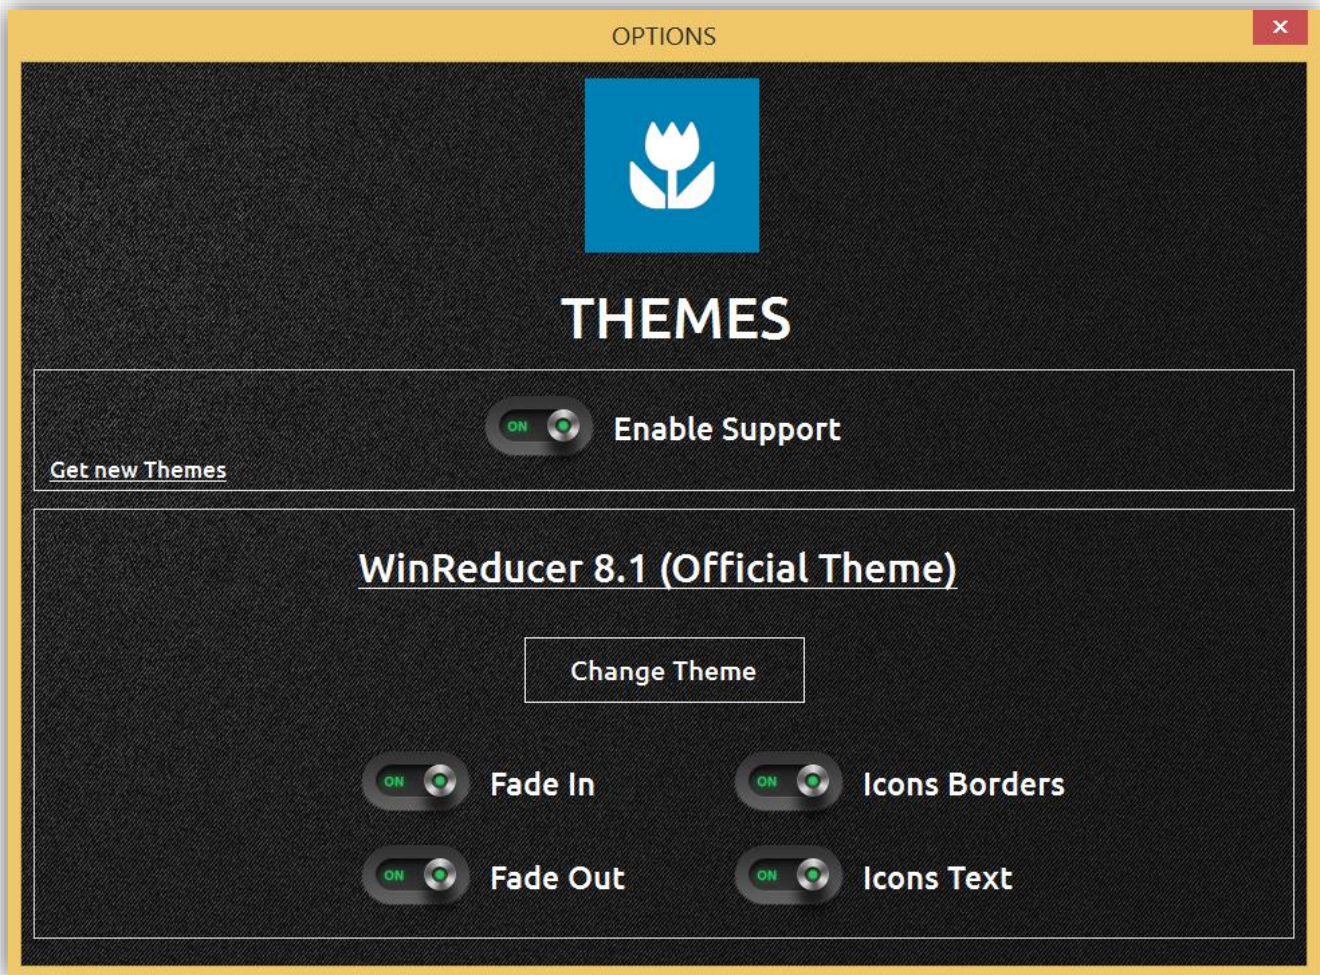 OPTIONS
THEMES
ON Enable Support
Get new Themes
WinReducer 8.1 (Official Theme)
Change Theme
ON Fade In ON Icons Borders
ON Fade Out ON Icons Text